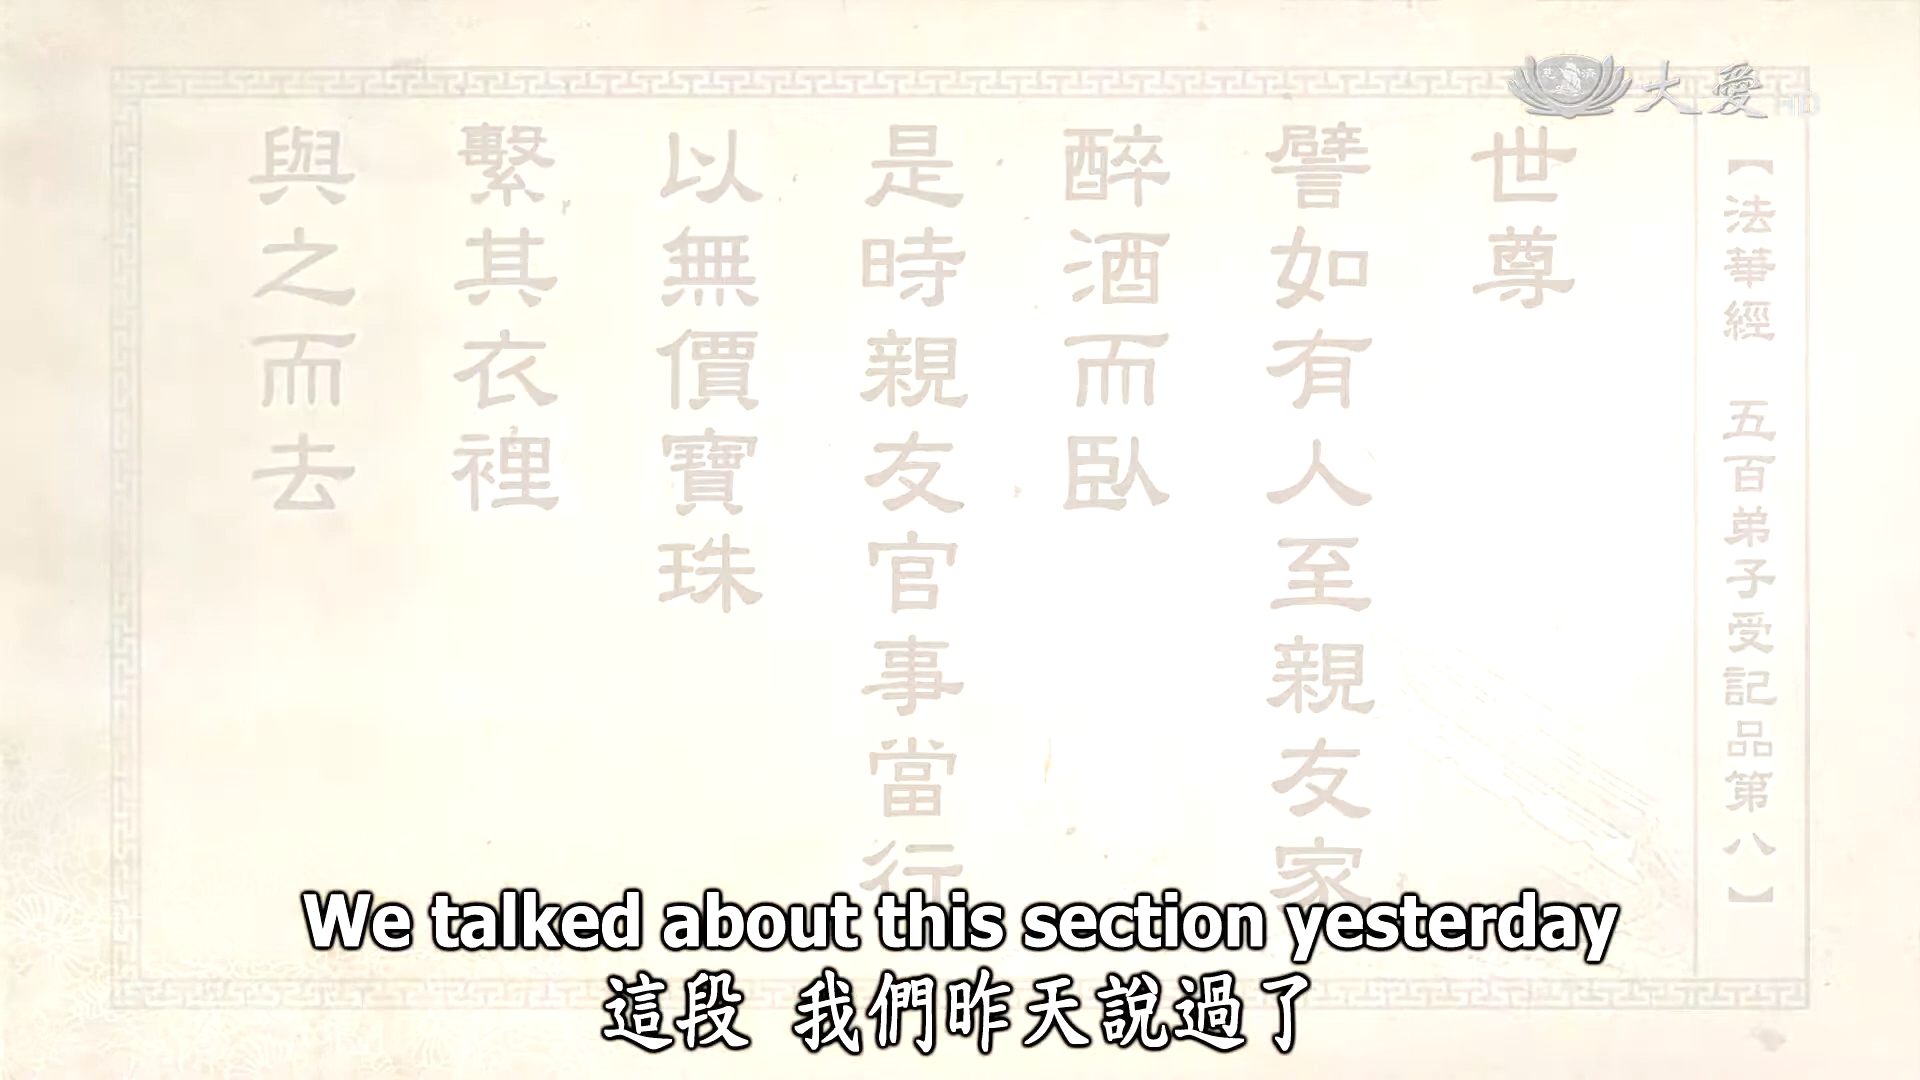 大愛HD
【法華經 五百弟子受記品第八】
世尊
譬如有人至親友家
醉酒而臥
是時親友官事當行
以無價寶珠
繫其衣裡
與之而去
We talked about this section yesterday
這段 我們昨天說過了